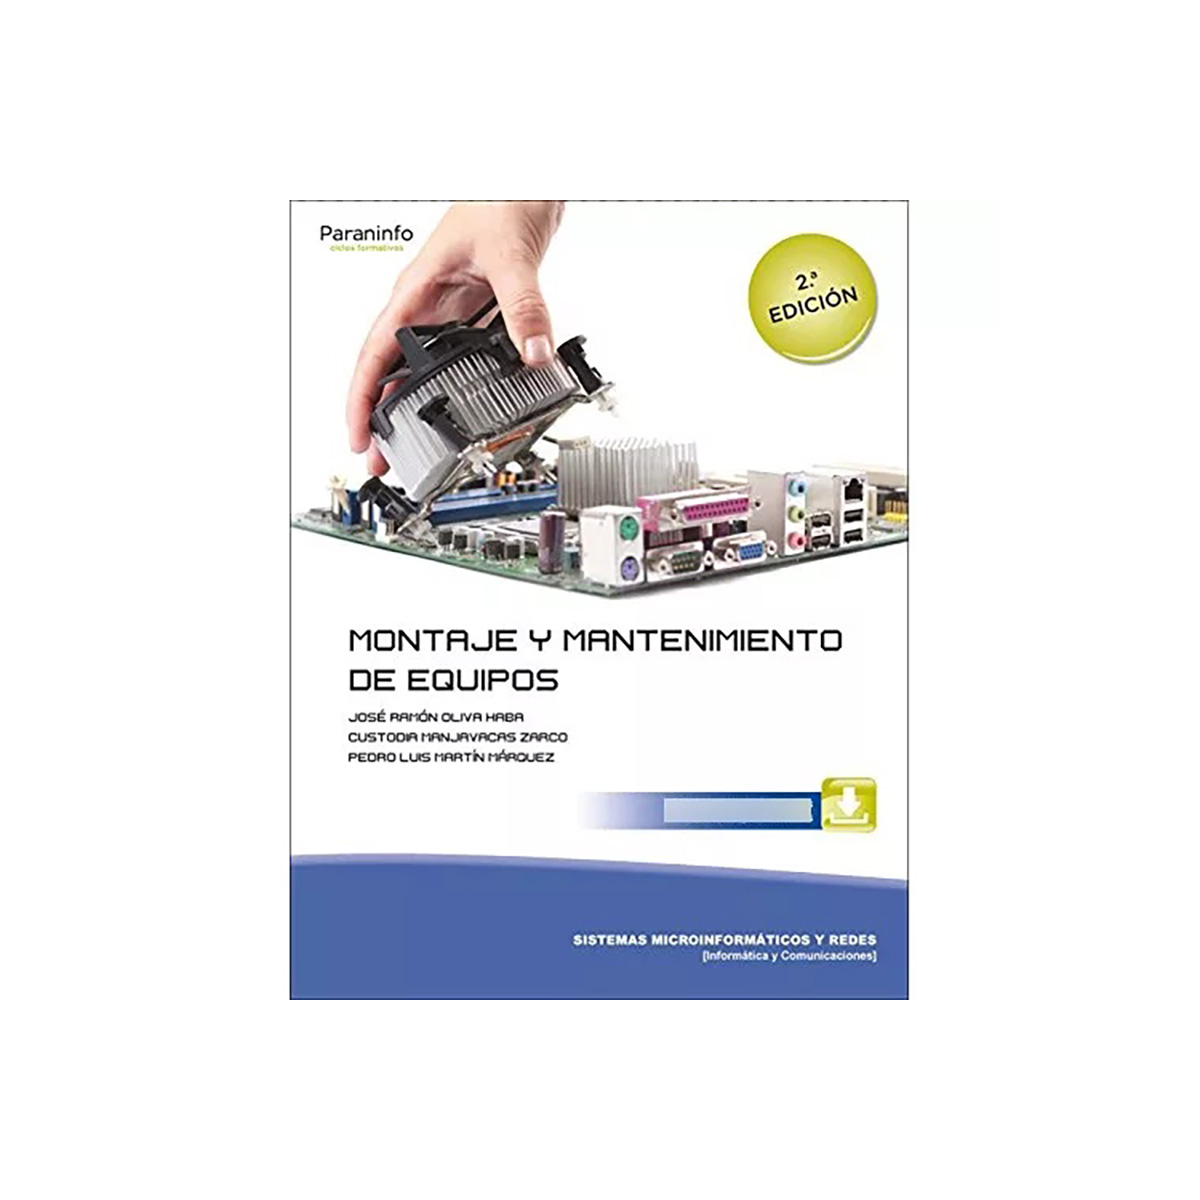 Paraninfo
ciclos formativos
2.ª
EDICIÓN
MONTAJE Y MANTENIMIENTO
DE EQUIPOS
JOSÉ RAMÓN OLIVA HABA
CUSTODIA MANJAVACAS ZARCO
PEDRO LUIS MARTÍN MÁRQUEZ
SISTEMAS MICROINFORMÁTICOS Y REDES
[Informática y Comunicaciones]